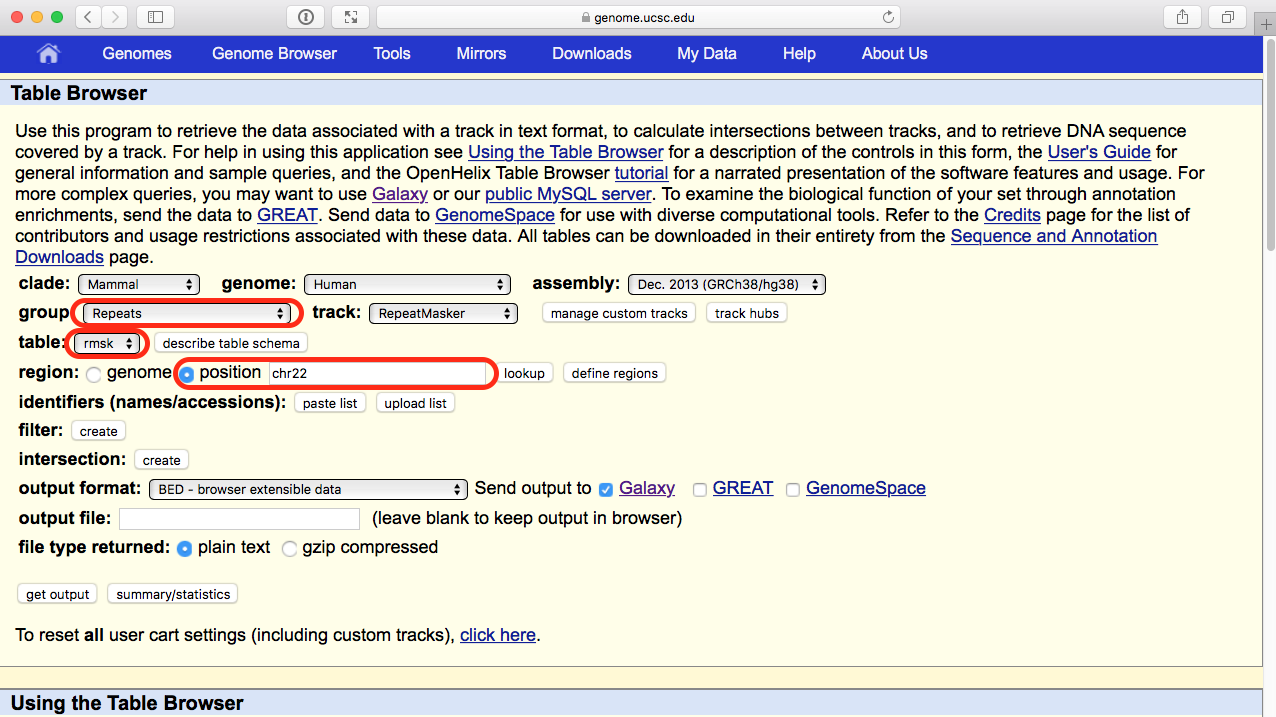 genome.ucsc.edu
Genomes Genome Browser Tools Mirrors Downloads My Data Help About Us
Table Browser
Use this program to retrieve the data associated with a track in text format, to calculate intersections between tracks, and to retrieve DNA sequence
covered by a track. For help in using this application see Using the Table Browser for a description of the controls in this form, the User's Guide for
general information and sample queries, and the OpenHelix Table Browser tutorial for a narrated presentation of the software features and usage. For
more complex queries, you may want to use Galaxy or our public MySQL server. To examine the biological function of your set through annotation
enrichments, send the data to GREAT. Send data to GenomeSpace for use with diverse computational tools. Refer to the Credits page for the list of
contributors and usage restrictions associated with these data. All tables can be downloaded in their entirety from the Sequence and Annotation
Downloads page.
clade: Mammal genome: Human assembly: Dec. 2013 (GRCh38/hg38)
group Repeats track: RepeatMasker manage custom tracks track hubs
table: rmsk describe table schema
region: genome position chr22 lookup define regions
identifiers (names/accessions): paste list upload list
filter: create
intersection: create
output format: BED - browser extensible data Send output to Galaxy GREAT GenomeSpace
output file: (leave blank to keep output in browser)
file type returned: plain text gzip compressed
get output summary/statistics
To reset all user cart settings (including custom tracks), click here.
Using the Table Browser